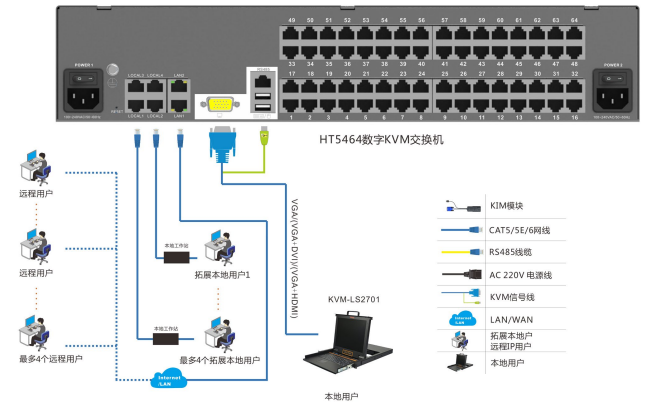 49 50 51 52 53 54 55 56 57 58 59 60 61 62 63 64
33 34 35 36 37 38 39 40 41 42 43 44 45 46 47 48
POWER 1
POWER 2
LOCAL3 LOCAL4 LAN2
RS485
17 18 19 20 21 22 23 24 25 26 27 28 29 30 31 32
RESET
LOCAL1 LOCAL2 LAN1
1 2 3 4 5 6 7 8 9 10 11 12 13 14 15 16
HT5464数字KVM交换机
远程用户
远程用户
最多4个远程用户
本地工作站
拓展本地用户1
本地工作站
最多4个拓展本地用户
Internet
/LAN
VGA/(VGA+DVI)/(VGA+HDMI)
KVM-LS2701
本地用户
KIM模块
CAT5/5E/6网线
RS485线缆
AC 220V 电源线
KVM信号线
Internet
/LAN
LAN/WAN
拓展本地户
远程IP用户
本地用户